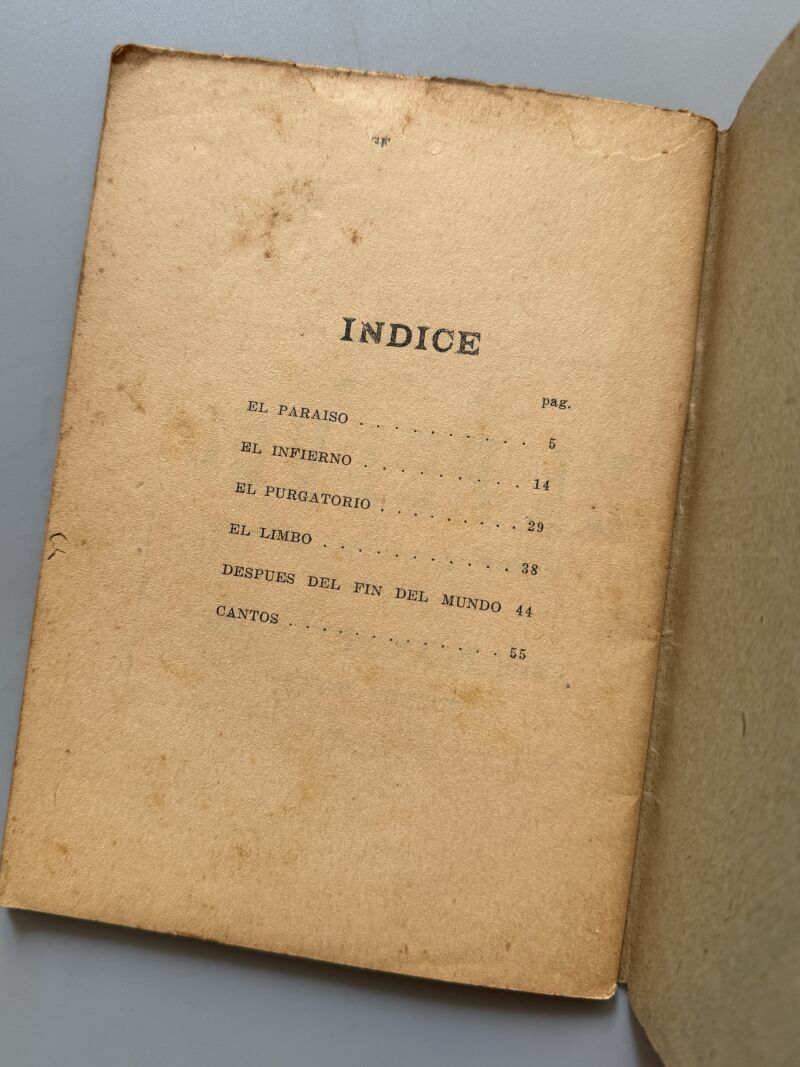 INDICE
pag.
EL PARAISO . . . . . . . . . . 5
EL INFIERNO . . . . . . . . . 14
EL PURGATORIO . . . . . . . . 29
EL LIMBO . . . . . . . . . . . 38
DESPUES DEL FIN DEL MUNDO 44
CANTOS . . . . . . . . . . . . . 55